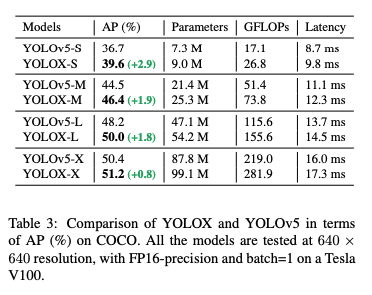 Models AP (%) Parameters GFLOPs Latency
YOLOv5-S 36.7 7.3 M 17.1 8.7 ms
YOLOX-S 39.6 (+2.9) 9.0 M 26.8 9.8 ms
YOLOv5-M 44.5 21.4 M 51.4 11.1 ms
YOLOX-M 46.4 (+1.9) 25.3 M 73.8 12.3 ms
YOLOv5-L 48.2 47.1 M 115.6 13.7 ms
YOLOX-L 50.0 (+1.8) 54.2 M 155.6 14.5 ms
YOLOv5-X 50.4 87.8 M 219.0 16.0 ms
YOLOX-X 51.2 (+0.8) 99.1 M 281.9 17.3 ms
Table 3: Comparison of YOLOX and YOLOv5 in terms
of AP (%) on COCO. All the models are tested at 640 ×
640 resolution, with FP16-precision and batch=1 on a Tesla
V100.